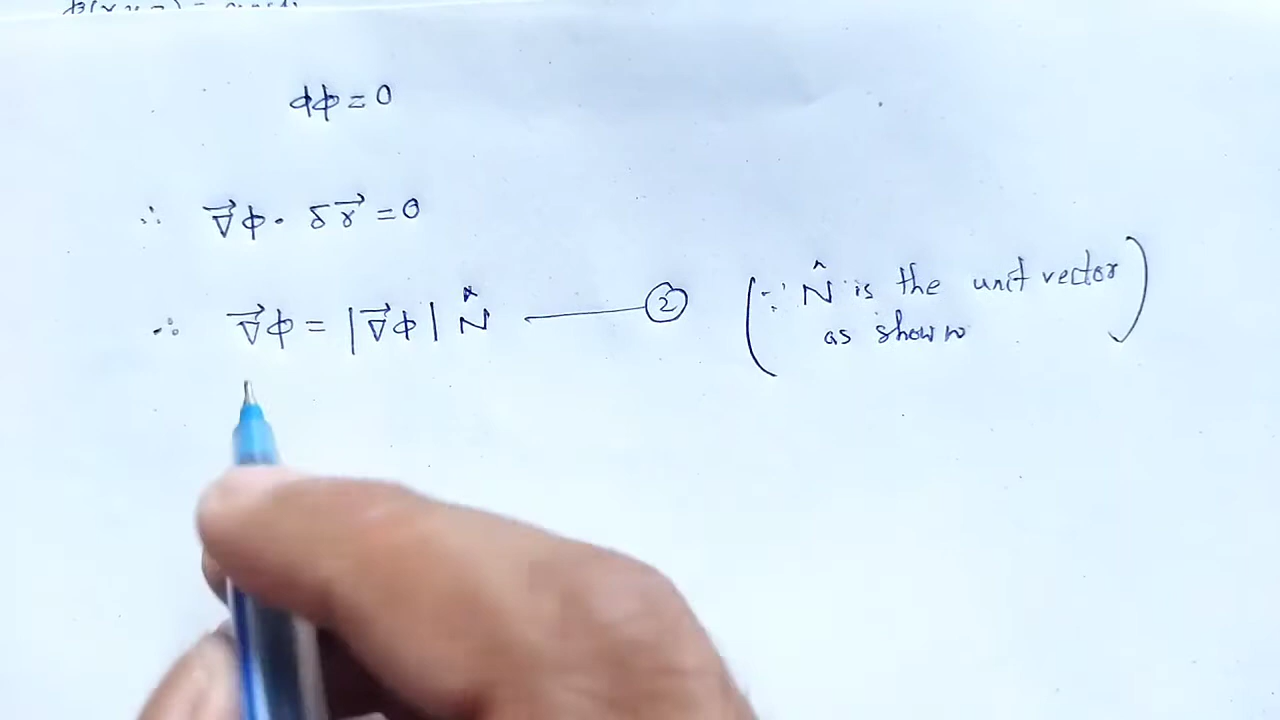 dϕ = 0
∴ ∇⃗ϕ · δr⃗ = 0
∴ ∇⃗ϕ = |∇⃗ϕ| N̂ ——— ② (∵ N̂ is the unit vector
as shown)